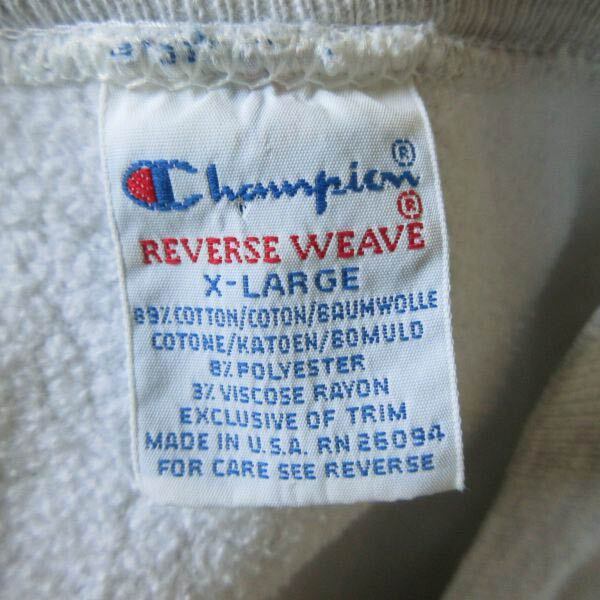 Champion®
REVERSE WEAVE®
X-LARGE
89% COTTON/COTON/BAUMWOLLE
COTONE/KATOEN/BOMULD
8% POLYESTER
3% VISCOSE RAYON
EXCLUSIVE OF TRIM
MADE IN U.S.A. RN 26094
FOR CARE SEE REVERSE